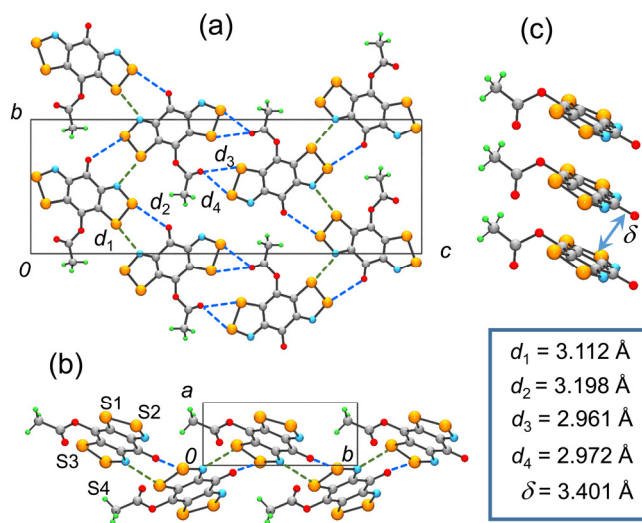 (a)
(c)
b
d3
d4
d2
d1
0
c
δ
(b)
S1
S2
S3
S4
a
0
b
d1 = 3.112 Å
d2 = 3.198 Å
d3 = 2.961 Å
d4 = 2.972 Å
δ = 3.401 Å